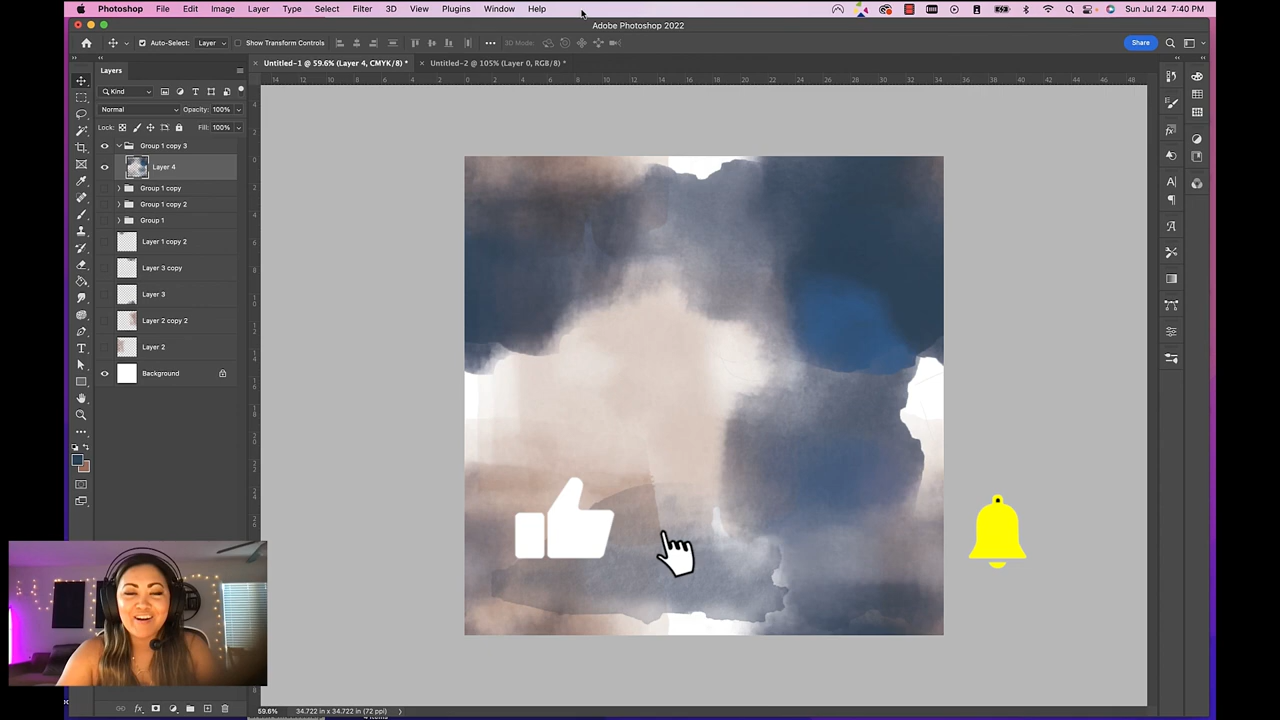 Photoshop File Edit Image Layer Type Select Filter 3D View Plugins Window Help Sun Jul 24 7:40 PM
Adobe Photoshop 2022
Auto-Select: Layer Show Transform Controls 3D Mode: Share
Layers Untitled-1 @ 59.6% (Layer 4, CMYK/8) * Untitled-2 @ 105% (Layer 0, RGB/8) *
Kind
Normal Opacity: 100%
Lock: Fill: 100%
Group 1 copy 3
Layer 4
Group 1 copy
Group 1 copy 2
Group 1
Layer 1 copy 2
Layer 3 copy
Layer 3
Layer 2 copy 2
Layer 2
Background
59.6% 34.722 in x 34.722 in (72 ppi)